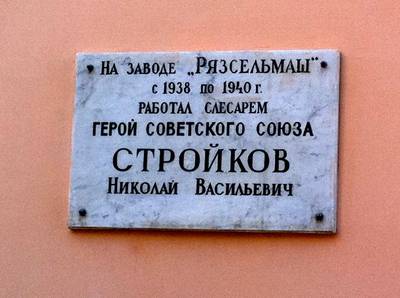 На заводе „Рязсельмаш"
с 1938 по 1940 г.
работал слесарем
Герой Советского Союза
СТРОЙКОВ
Николай Васильевич